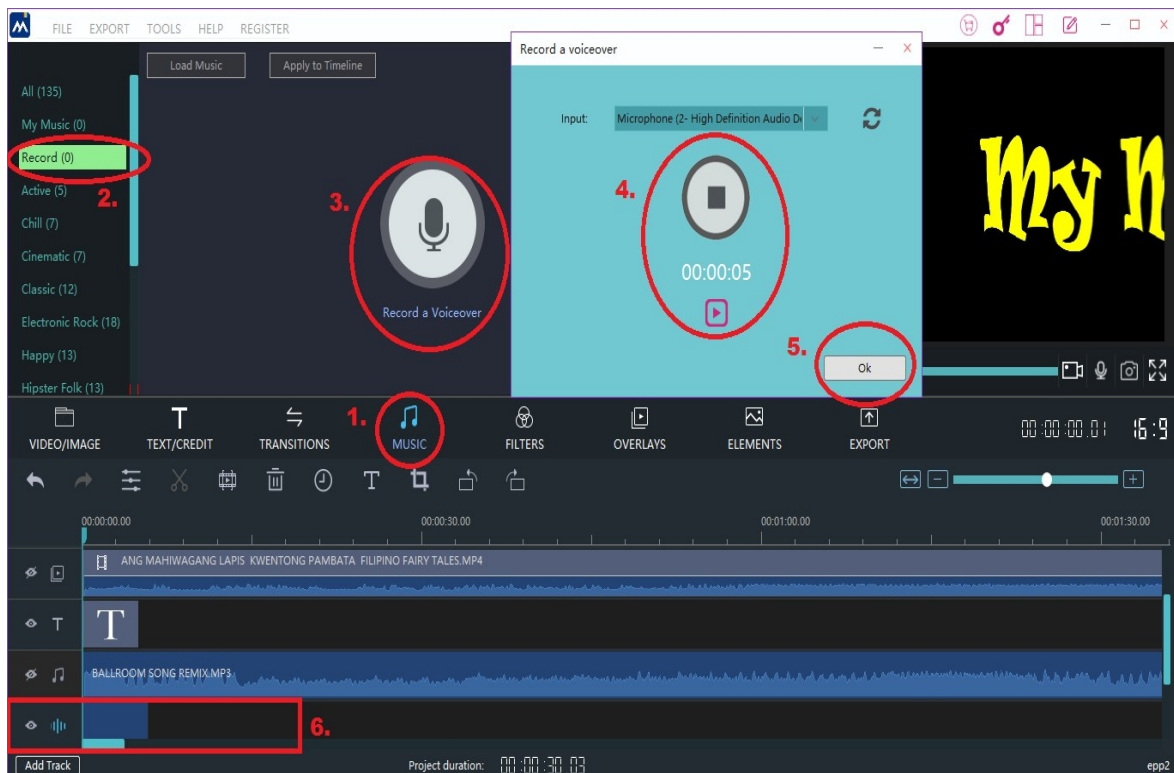 FILE EXPORT TOOLS HELP REGISTER
Load Music Apply to Timeline
All (135)
My Music (0)
Record (0)
2.
Active (5)
Chill (7)
Cinematic (7)
Classic (12)
Electronic Rock (18)
Happy (13)
Hipster Folk (13)
3.
Record a Voiceover
Record a voiceover
Input: Microphone (2- High Definition Audio De
4.
00:00:05
5.
Ok
My
1.
VIDEO/IMAGE TEXT/CREDIT TRANSITIONS MUSIC FILTERS OVERLAYS ELEMENTS EXPORT
00:00:00.01 16:9
00:00:00.00 00:00:30.00 00:01:00.00 00:01:30.00
ANG MAHIWAGANG LAPIS KWENTONG PAMBATA FILIPINO FAIRY TALES.MP4
T T
BALLROOM SONG REMIX.MP3
6.
Add Track Project duration: 00:00:30.03 epp2